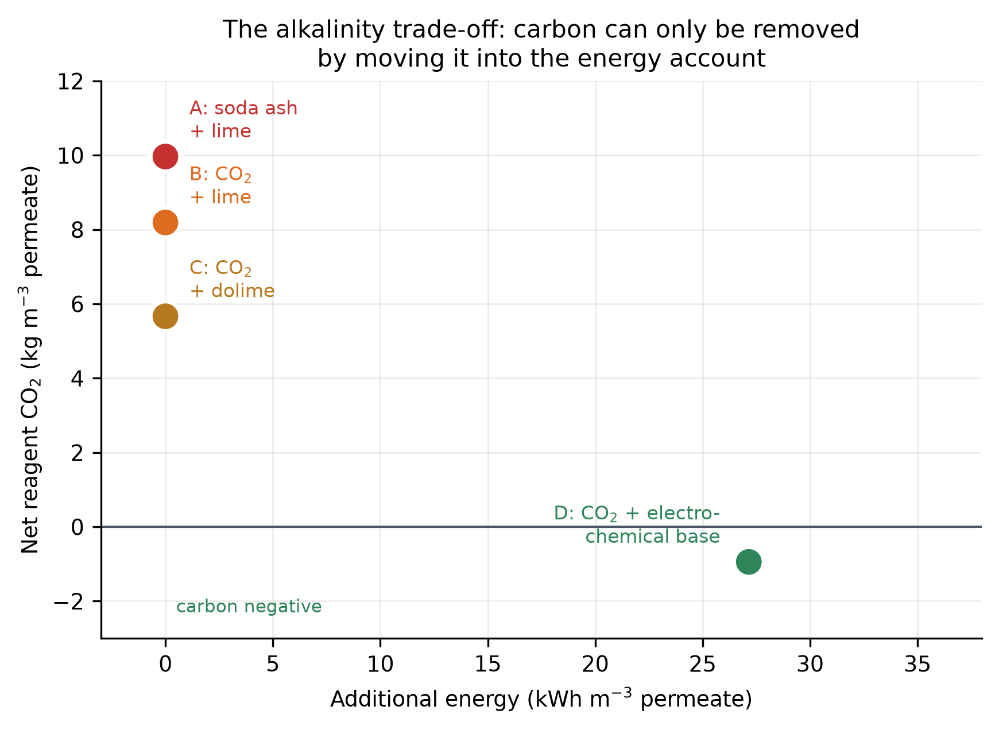 The alkalinity trade-off: carbon can only be removed
by moving it into the energy account
12
10
8
6
4
2
0
−2
Net reagent CO₂ (kg m⁻³ permeate)
A: soda ash
+ lime
B: CO₂
+ lime
C: CO₂
+ dolime
D: CO₂ + electro-
chemical base
carbon negative
0 5 10 15 20 25 30 35
Additional energy (kWh m⁻³ permeate)